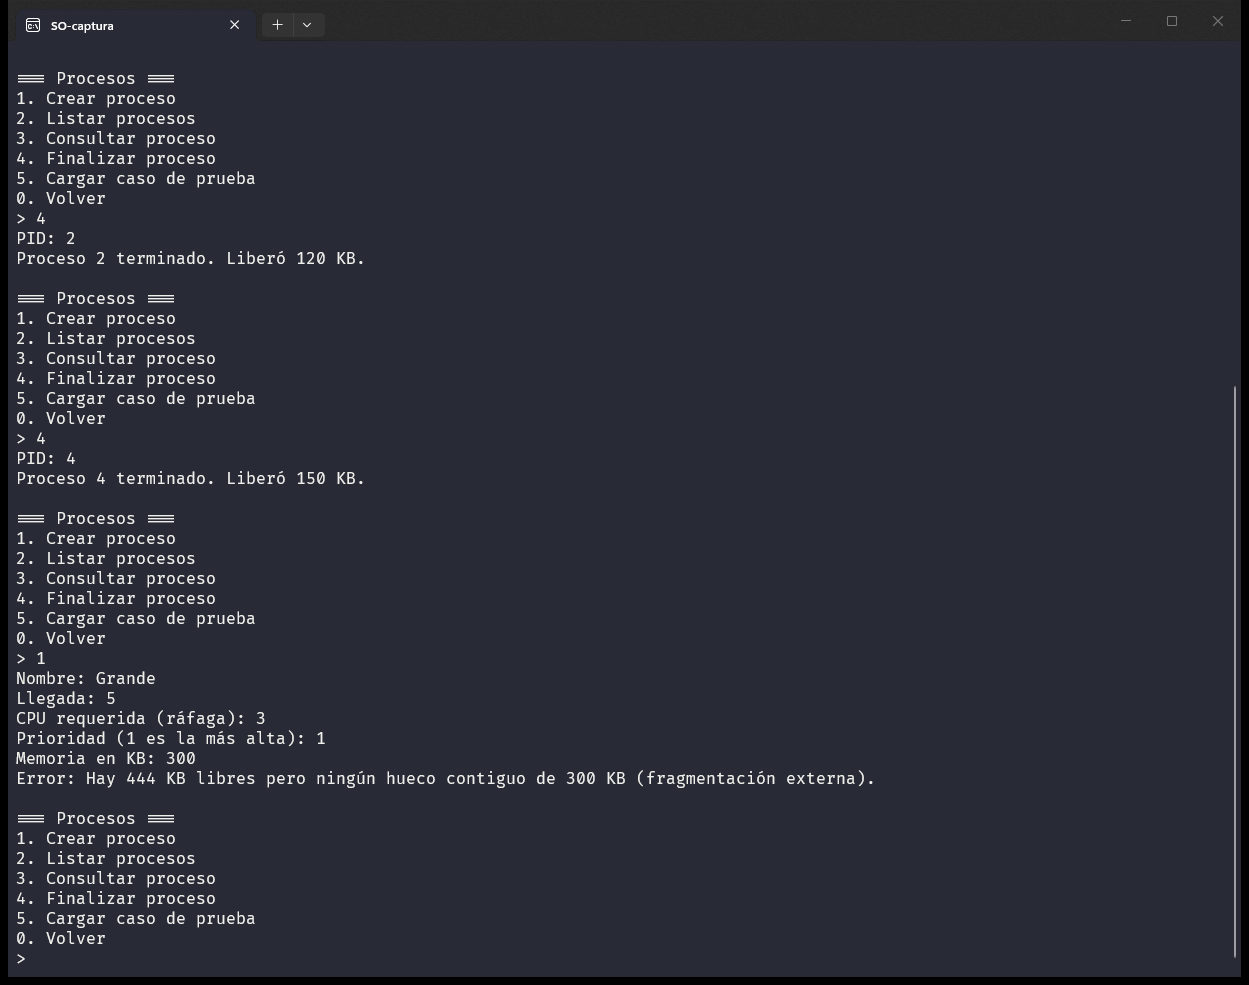 SO-captura
=== Procesos ===
1. Crear proceso
2. Listar procesos
3. Consultar proceso
4. Finalizar proceso
5. Cargar caso de prueba
0. Volver
> 4
PID: 2
Proceso 2 terminado. Liberó 120 KB.
=== Procesos ===
1. Crear proceso
2. Listar procesos
3. Consultar proceso
4. Finalizar proceso
5. Cargar caso de prueba
0. Volver
> 4
PID: 4
Proceso 4 terminado. Liberó 150 KB.
=== Procesos ===
1. Crear proceso
2. Listar procesos
3. Consultar proceso
4. Finalizar proceso
5. Cargar caso de prueba
0. Volver
> 1
Nombre: Grande
Llegada: 5
CPU requerida (ráfaga): 3
Prioridad (1 es la más alta): 1
Memoria en KB: 300
Error: Hay 444 KB libres pero ningún hueco contiguo de 300 KB (fragmentación externa).
=== Procesos ===
1. Crear proceso
2. Listar procesos
3. Consultar proceso
4. Finalizar proceso
5. Cargar caso de prueba
0. Volver
>